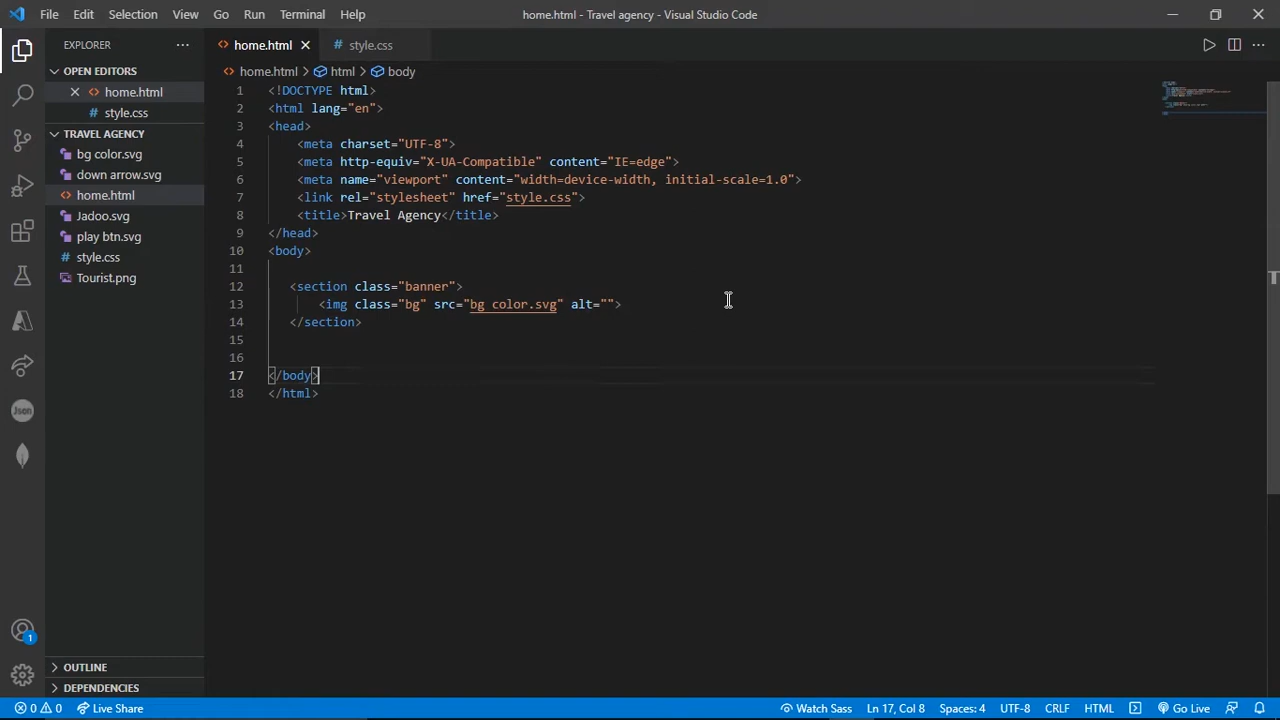 File Edit Selection View Go Run Terminal Help
home.html - Travel agency - Visual Studio Code
EXPLORER
OPEN EDITORS
home.html
style.css
TRAVEL AGENCY
bg color.svg
down arrow.svg
home.html
Jadoo.svg
play btn.svg
style.css
Tourist.png
OUTLINE
DEPENDENCIES
Json
1
home.html style.css
home.html > html > body
1 <!DOCTYPE html>
2 <html lang="en">
3 <head>
4 <meta charset="UTF-8">
5 <meta http-equiv="X-UA-Compatible" content="IE=edge">
6 <meta name="viewport" content="width=device-width, initial-scale=1.0">
7 <link rel="stylesheet" href="style.css">
8 <title>Travel Agency</title>
9 </head>
10 <body>
11
12 <section class="banner">
13 <img class="bg" src="bg color.svg" alt="">
14 </section>
15
16
17 </body>
18 </html>
0 0 Live Share Watch Sass Ln 17, Col 8 Spaces: 4 UTF-8 CRLF HTML Go Live